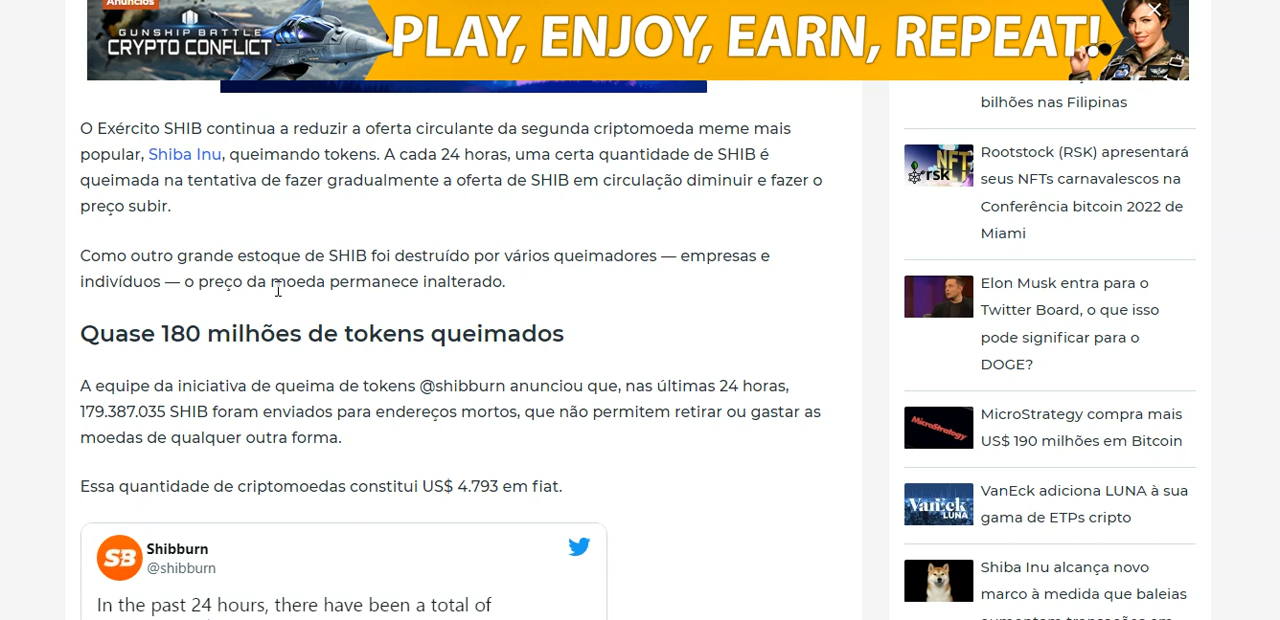 Anúncios
GUNSHIP BATTLE
CRYPTO CONFLICT
PLAY, ENJOY, EARN, REPEAT!
O Exército SHIB continua a reduzir a oferta circulante da segunda criptomoeda meme mais
popular, Shiba Inu, queimando tokens. A cada 24 horas, uma certa quantidade de SHIB é
queimada na tentativa de fazer gradualmente a oferta de SHIB em circulação diminuir e fazer o
preço subir.
Como outro grande estoque de SHIB foi destruído por vários queimadores — empresas e
indivíduos — o preço da moeda permanece inalterado.
Quase 180 milhões de tokens queimados
A equipe da iniciativa de queima de tokens @shibburn anunciou que, nas últimas 24 horas,
179.387.035 SHIB foram enviados para endereços mortos, que não permitem retirar ou gastar as
moedas de qualquer outra forma.
Essa quantidade de criptomoedas constitui US$ 4.793 em fiat.
SB
Shibburn
@shibburn
In the past 24 hours, there have been a total of
bilhões nas Filipinas
NFT
rsk
Rootstock (RSK) apresentará
seus NFTs carnavalescos na
Conferência bitcoin 2022 de
Miami
Elon Musk entra para o
Twitter Board, o que isso
pode significar para o
DOGE?
MicroStrategy
MicroStrategy compra mais
US$ 190 milhões em Bitcoin
VanEck
LUNA
VanEck adiciona LUNA à sua
gama de ETPs cripto
Shiba Inu alcança novo
marco à medida que baleias